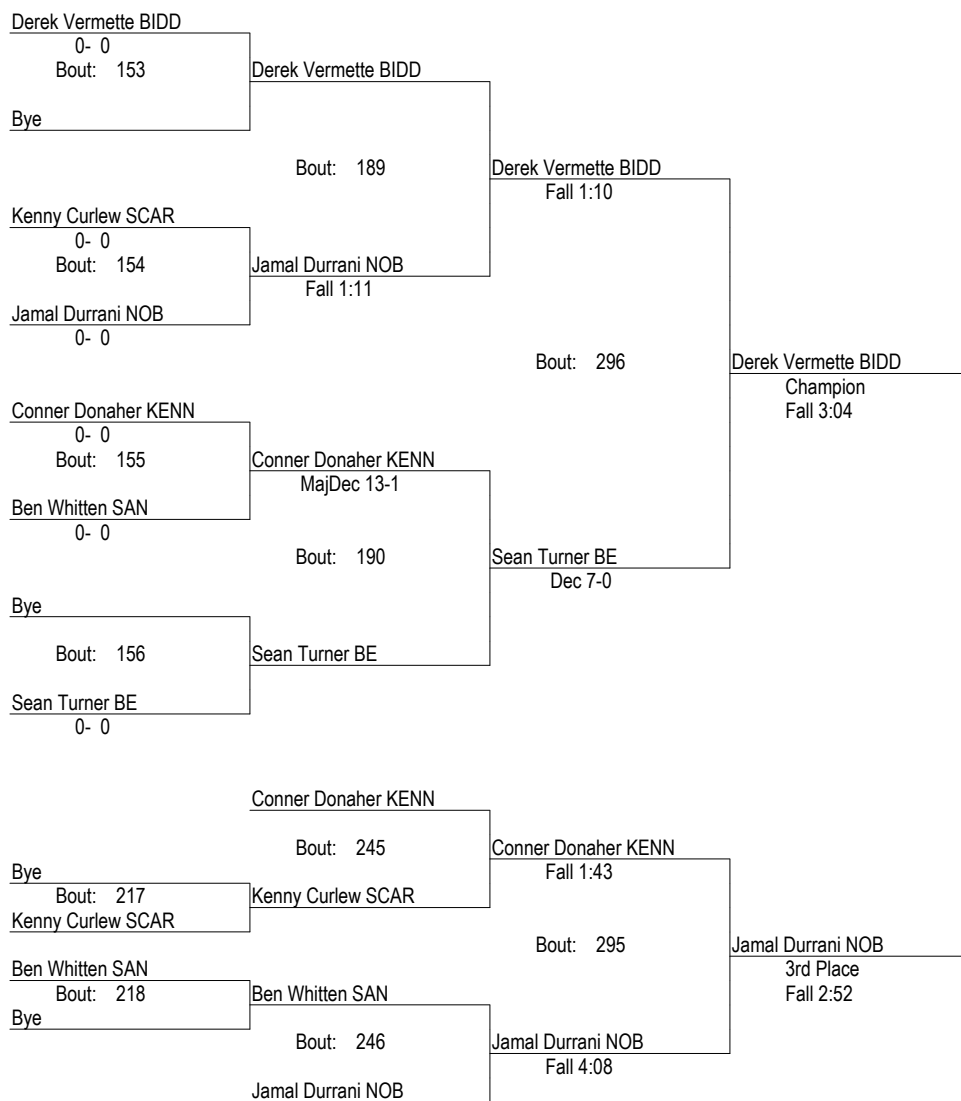 Derek Vermette BIDD
0- 0
Bout: 153
Derek Vermette BIDD
Bye
Bout: 189
Derek Vermette BIDD
Fall 1:10
Kenny Curlew SCAR
0- 0
Bout: 154
Jamal Durrani NOB
Fall 1:11
Jamal Durrani NOB
0- 0
Bout: 296
Derek Vermette BIDD
Champion
Fall 3:04
Conner Donaher KENN
0- 0
Bout: 155
Conner Donaher KENN
MajDec 13-1
Ben Whitten SAN
0- 0
Bout: 190
Sean Turner BE
Dec 7-0
Bye
Bout: 156
Sean Turner BE
Sean Turner BE
0- 0
Conner Donaher KENN
Bout: 245
Conner Donaher KENN
Fall 1:43
Bye
Bout: 217
Kenny Curlew SCAR
Kenny Curlew SCAR
Bout: 295
Jamal Durrani NOB
3rd Place
Fall 2:52
Ben Whitten SAN
Bout: 218
Ben Whitten SAN
Bye
Bout: 246
Jamal Durrani NOB
Fall 4:08
Jamal Durrani NOB